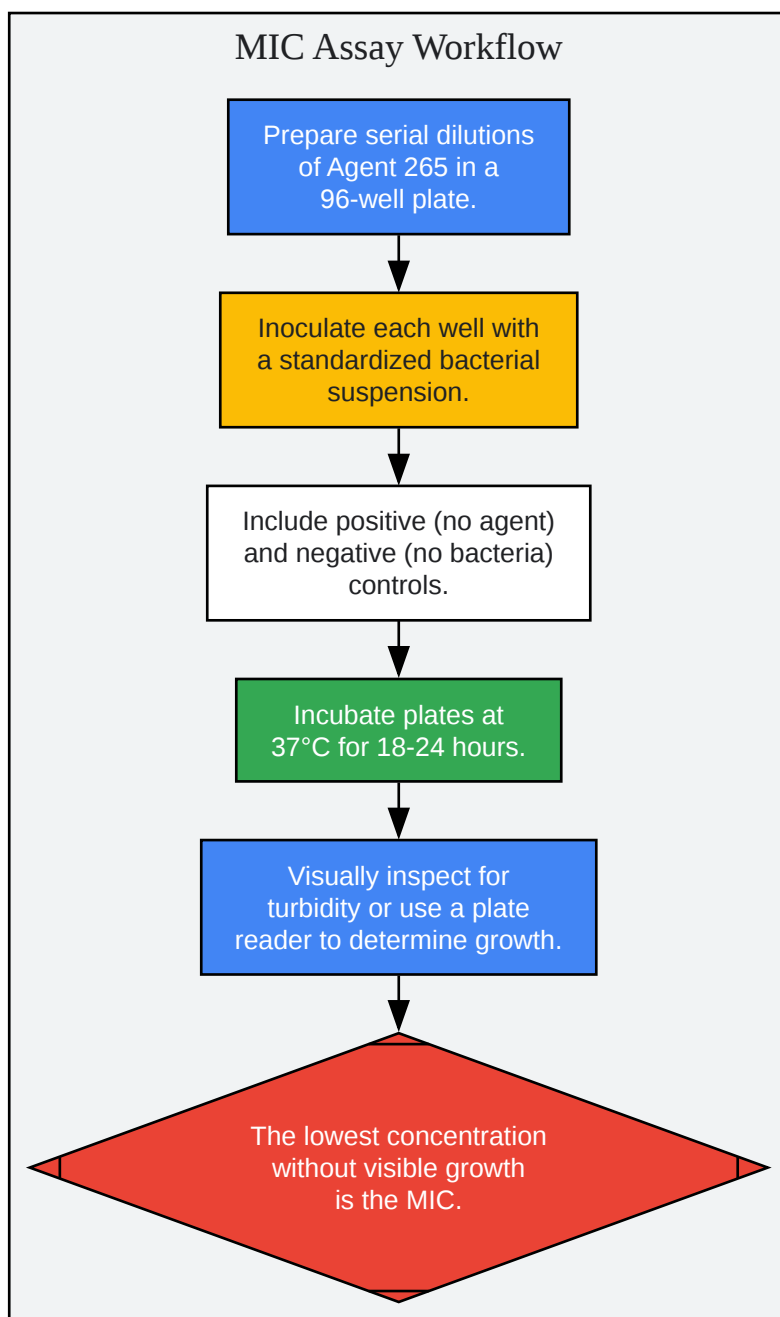 MIC Assay Workflow
Prepare serial dilutions
of Agent 265 in a
96-well plate.
Inoculate each well with
a standardized bacterial
suspension.
Include positive (no agent)
and negative (no bacteria)
controls.
Incubate plates at
37°C for 18-24 hours.
Visually inspect for
turbidity or use a plate
reader to determine growth.
The lowest concentration
without visible growth
is the MIC.